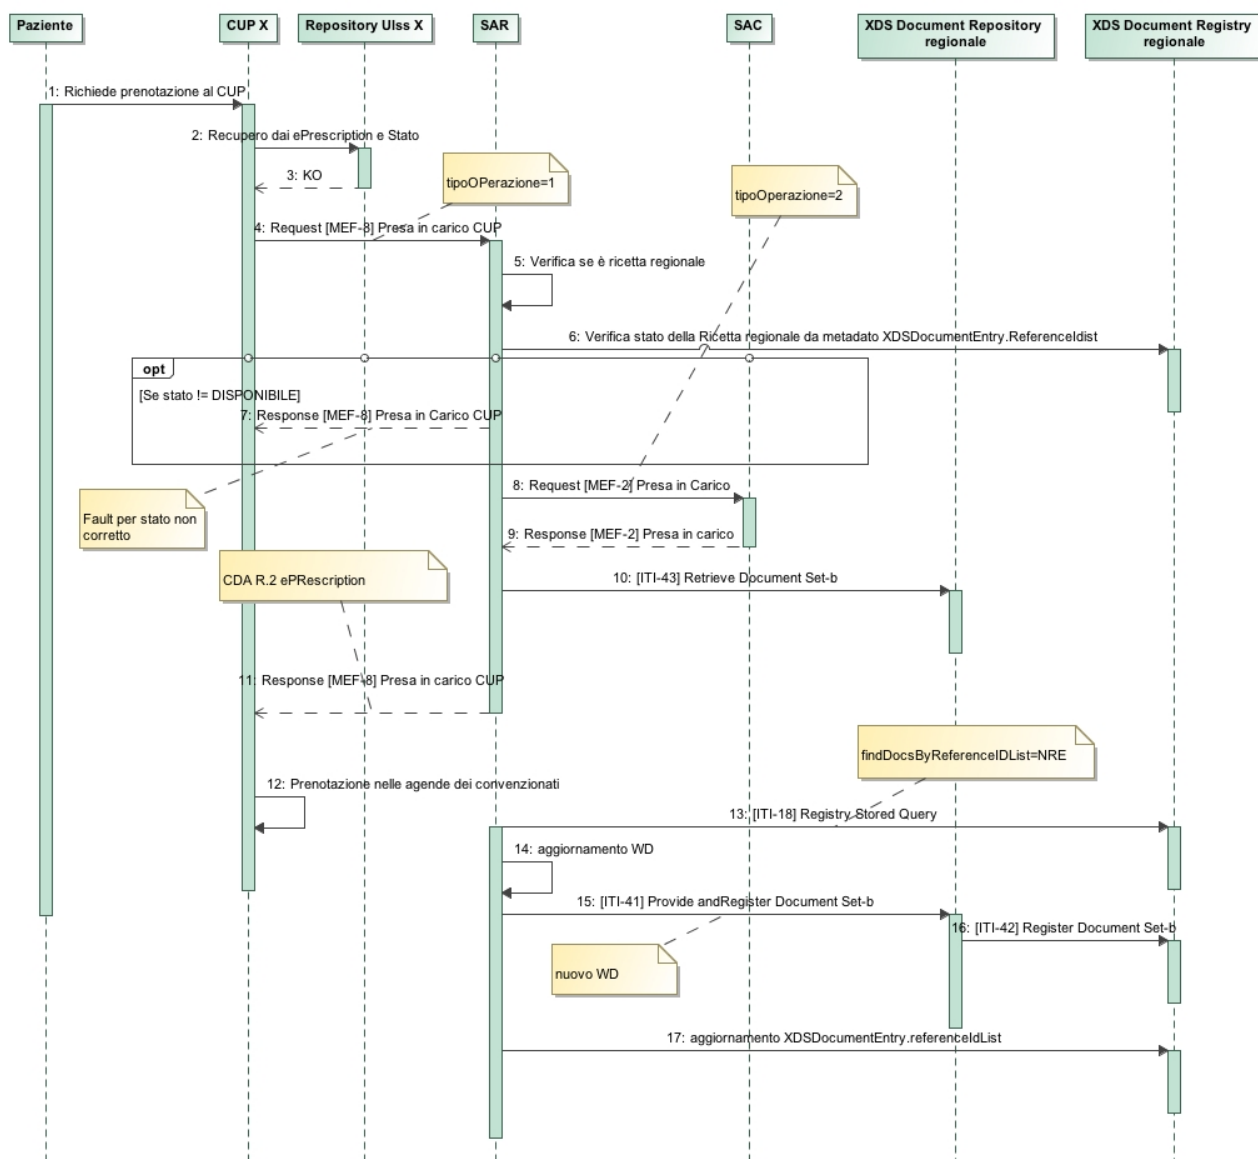 Paziente
CUP X
Repository Ulss X
SAR
SAC
XDS Document Repository
regionale
XDS Document Registry
regionale
1: Richiede prenotazione al CUP
2: Recupero dai ePrescription e Stato
3: KO
tipoOPerazione=1
tipoOperazione=2
4: Request [MEF-8] Presa in carico CUP
5: Verifica se è ricetta regionale
6: Verifica stato della Ricetta regionale da metadato XDSDocumentEntry.ReferenceIdist
opt
[Se stato != DISPONIBILE]
7: Response [MEF-8] Presa in Carico CUP
8: Request [MEF-2] Presa in Carico
Fault per stato non
corretto
9: Response [MEF-2] Presa in carico
CDA R.2 ePREscription
10: [ITI-43] Retrieve Document Set-b
11: Response [MEF-8] Presa in carico CUP
findDocsByReferenceIDList=NRE
12: Prenotazione nelle agende dei convenzionati
13: [ITI-18] Registry Stored Query
14: aggiornamento WD
15: [ITI-41] Provide andRegister Document Set-b
16: [ITI-42] Register Document Set-b
nuovo WD
17: aggiornamento XDSDocumentEntry.referenceIdList